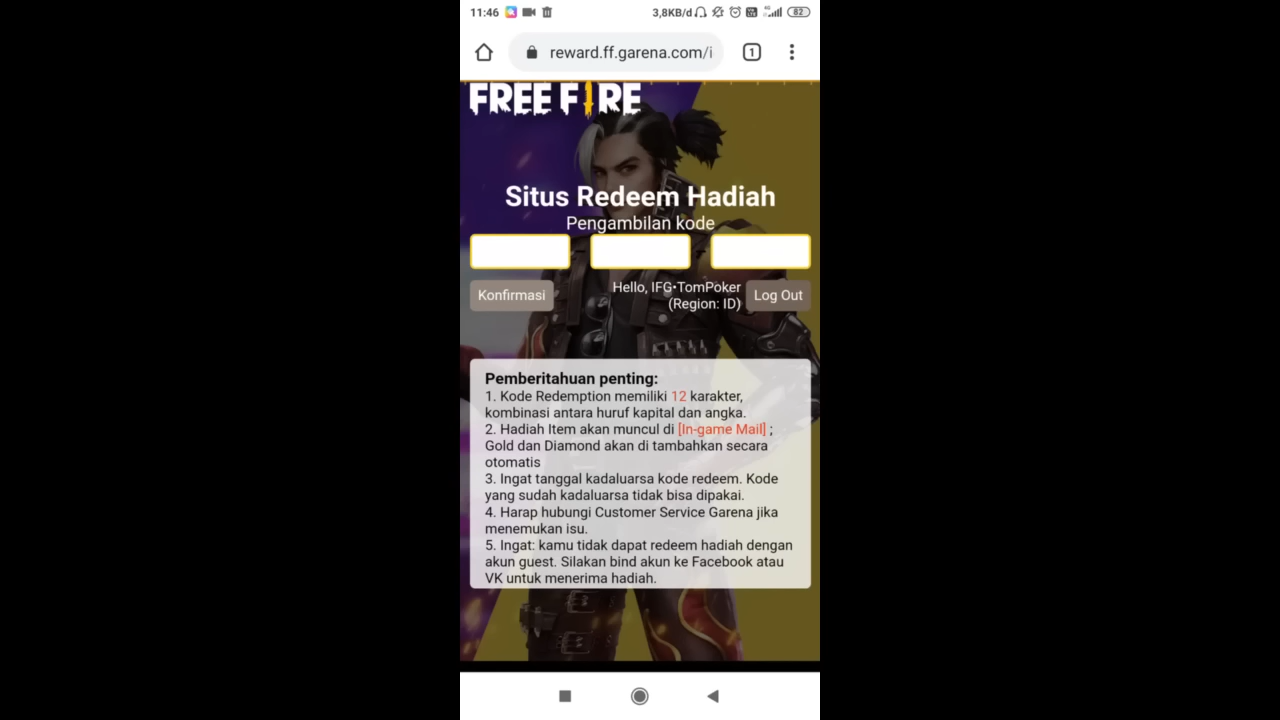 11:46
3,8KB/d
82
reward.ff.garena.com/i
1
FREE FIRE
Situs Redeem Hadiah
Pengambilan kode
Konfirmasi
Hello, IFG•TomPoker
(Region: ID)
Log Out
Pemberitahuan penting:
1. Kode Redemption memiliki 12 karakter,
kombinasi antara huruf kapital dan angka.
2. Hadiah Item akan muncul di [In-game Mail] ;
Gold dan Diamond akan di tambahkan secara
otomatis
3. Ingat tanggal kadaluarsa kode redeem. Kode
yang sudah kadaluarsa tidak bisa dipakai.
4. Harap hubungi Customer Service Garena jika
menemukan isu.
5. Ingat: kamu tidak dapat redeem hadiah dengan
akun guest. Silakan bind akun ke Facebook atau
VK untuk menerima hadiah.